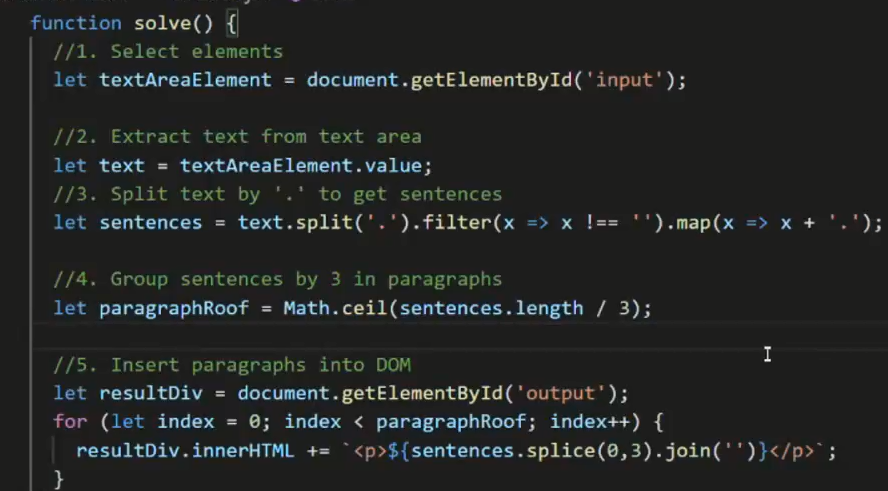 function solve() {
//1. Select elements
let textAreaElement = document.getElementById('input');
//2. Extract text from text area
let text = textAreaElement.value;
//3. Split text by '.' to get sentences
let sentences = text.split('.').filter(x => x !== '').map(x => x + '.');
//4. Group sentences by 3 in paragraphs
let paragraphRoof = Math.ceil(sentences.length / 3);
//5. Insert paragraphs into DOM
let resultDiv = document.getElementById('output');
for (let index = 0; index < paragraphRoof; index++) {
resultDiv.innerHTML += `<p>${sentences.splice(0,3).join('')}</p>`;
}